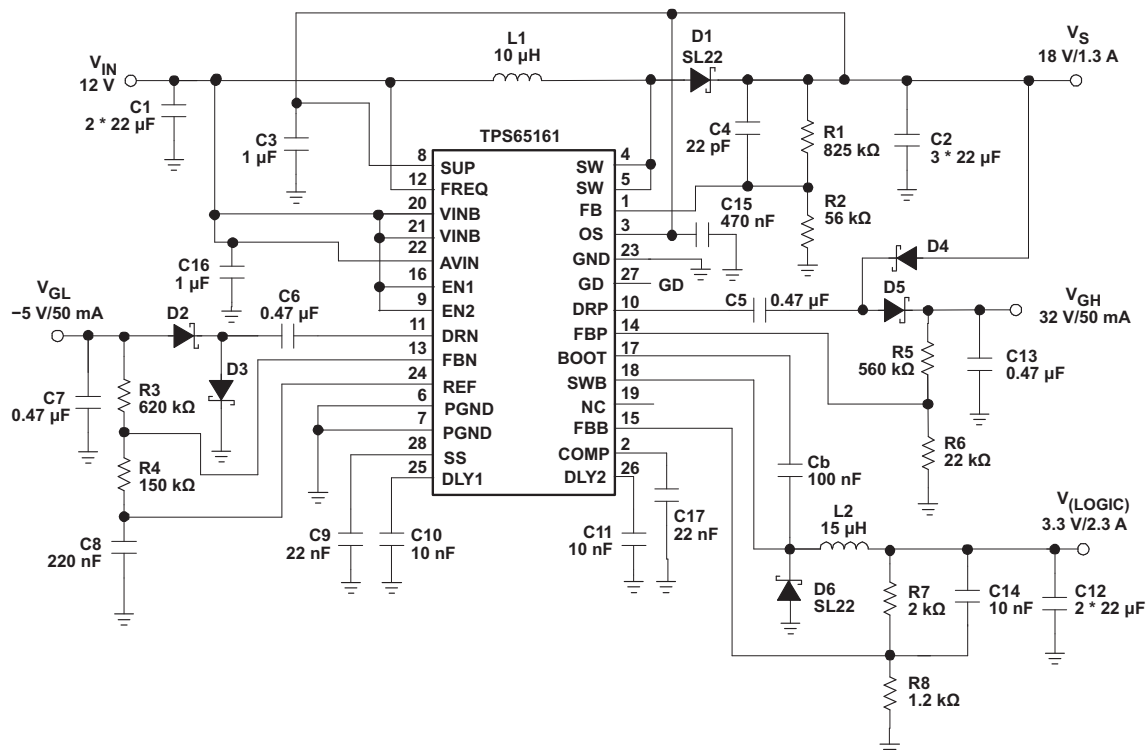 V_IN
12 V
C1
2 * 22 µF
L1
10 µH
D1
SL22
V_S
18 V/1.3 A
C3
1 µF
TPS65161
C4
22 pF
R1
825 kΩ
C2
3 * 22 µF
R2
56 kΩ
C15
470 nF
8
SUP
12
FREQ
20
VINB
21
VINB
22
AVIN
16
EN1
9
EN2
11
DRN
13
FBN
24
REF
6
PGND
7
PGND
28
SS
25
DLY1
4
SW
5
SW
1
FB
3
OS
23
GND
27
GD
GD
10
DRP
14
FBP
17
BOOT
18
SWB
19
NC
15
FBB
2
COMP
26
DLY2
C16
1 µF
V_GL
−5 V/50 mA
D2
C6
0.47 µF
D3
C7
0.47 µF
R3
620 kΩ
R4
150 kΩ
C8
220 nF
C9
22 nF
C10
10 nF
D4
C5
0.47 µF
D5
V_GH
32 V/50 mA
R5
560 kΩ
C13
0.47 µF
R6
22 kΩ
Cb
100 nF
C17
22 nF
C11
10 nF
L2
15 µH
V_(LOGIC)
3.3 V/2.3 A
D6
SL22
R7
2 kΩ
C14
10 nF
C12
2 * 22 µF
R8
1.2 kΩ